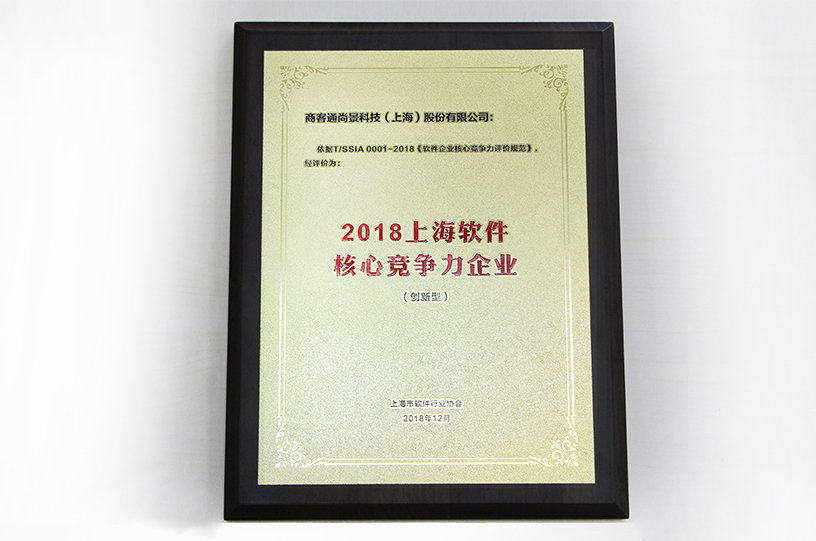 商客通尚景科技（上海）股份有限公司：
依据T/SSIA 0001-2018《软件企业核心竞争力评价规范》，
经评价为：
2018上海软件
核心竞争力企业
（创新型）
上海市软件行业协会
2018年12月